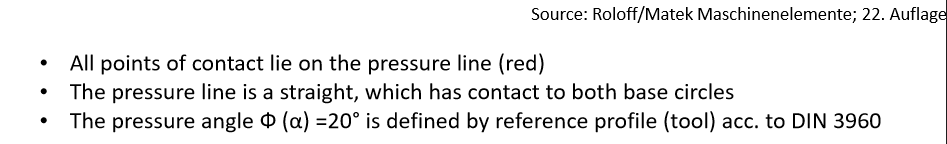 Source: Roloff/Matek Maschinenelemente; 22. Auflage
• All points of contact lie on the pressure line (red)
• The pressure line is a straight, which has contact to both base circles
• The pressure angle Φ (α) =20° is defined by reference profile (tool) acc. to DIN 3960